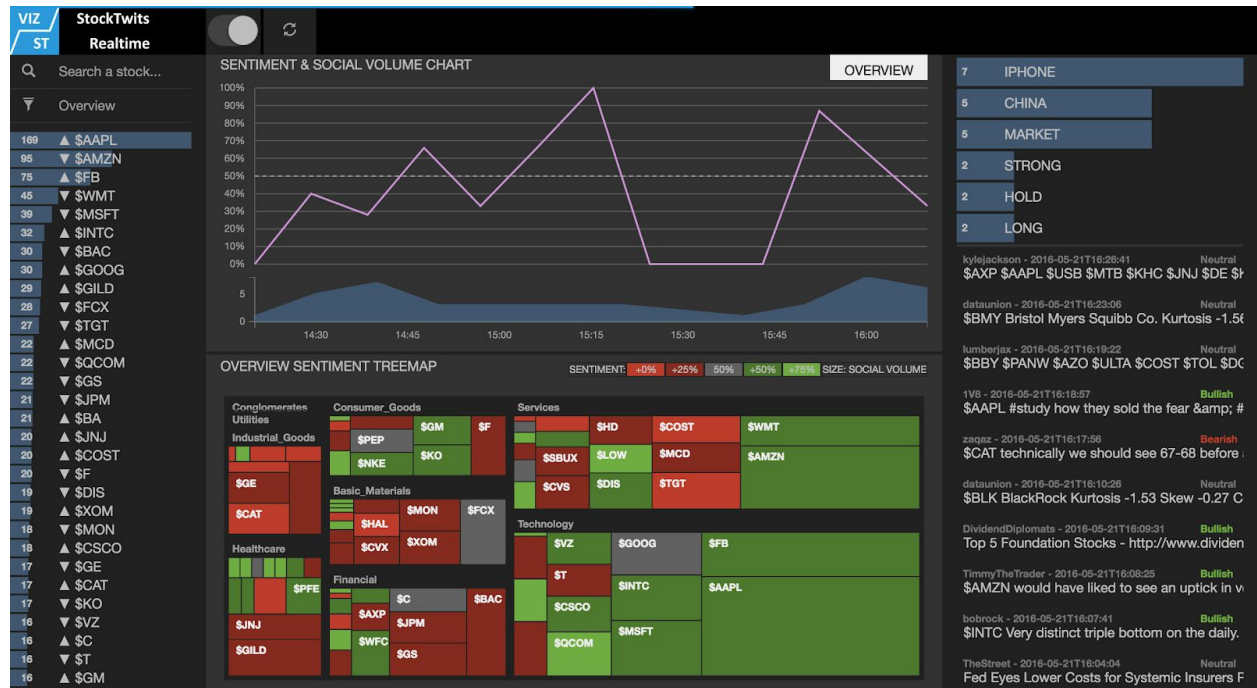 VIZ
ST
StockTwits
Realtime
Search a stock...
Overview
169 ▲ $AAPL
95 ▼ $AMZN
75 ▲ $FB
45 ▼ $WMT
39 ▼ $MSFT
32 ▲ $INTC
30 ▼ $BAC
30 ▲ $GOOG
29 ▲ $GILD
28 ▼ $FCX
27 ▼ $TGT
22 ▲ $MCD
22 ▼ $QCOM
22 ▼ $GS
21 ▼ $JPM
21 ▲ $BA
20 ▲ $JNJ
20 ▲ $COST
20 ▼ $F
19 ▼ $DIS
19 ▲ $XOM
18 ▼ $MON
18 ▲ $CSCO
17 ▼ $GE
17 ▲ $CAT
17 ▼ $KO
16 ▼ $VZ
16 ▲ $C
16 ▼ $T
16 ▲ $GM
SENTIMENT & SOCIAL VOLUME CHART
OVERVIEW
100%
90%
80%
70%
60%
50%
40%
30%
20%
10%
0%
5
0
14:30 14:45 15:00 15:15 15:30 15:45 16:00
OVERVIEW SENTIMENT TREEMAP
SENTIMENT: +0% +25% 50% +50% +75% SIZE: SOCIAL VOLUME
Conglomerates
Utilities
Industrial_Goods
$GE
$CAT
Healthcare
$PFE
$JNJ
$GILD
Consumer_Goods
$GM
$F
$PEP
$KO
$NKE
Basic_Materials
$MON
$FCX
$HAL
$XOM
$CVX
Financial
$C
$BAC
$AXP
$JPM
$WFC
$GS
Services
$HD
$COST
$WMT
$SBUX
$LOW
$MCD
$AMZN
$CVS
$DIS
$TGT
Technology
$VZ
$GOOG
$FB
$T
$INTC
$AAPL
$CSCO
$MSFT
$QCOM
7 IPHONE
5 CHINA
5 MARKET
2 STRONG
2 HOLD
2 LONG
kylejackson - 2016-05-21T16:26:41 Neutral
$AXP $AAPL $USB $MTB $KHC $JNJ $DE
dataunion - 2016-05-21T16:23:06 Neutral
$BMY Bristol Myers Squibb Co. Kurtosis -1.56
lumberjax - 2016-05-21T16:19:22 Neutral
$BBY $PANW $AZO $ULTA $COST $TOL
1V6 - 2016-05-21T16:18:57 Bullish
$AAPL #study how they sold the fear &amp; #
zaqaz - 2016-05-21T16:17:56 Bearish
$CAT technically we should see 67-68 before
dataunion - 2016-05-21T16:10:26 Neutral
$BLK BlackRock Kurtosis -1.53 Skew -0.27 C
DividendDiplomats - 2016-05-21T16:09:31 Bullish
Top 5 Foundation Stocks - http://www.dividen
TimmyTheTrader - 2016-05-21T16:08:25 Bullish
$AMZN would have liked to see an uptick in
bobrock - 2016-05-21T16:07:41 Bullish
$INTC Very distinct triple bottom on the daily.
TheStreet - 2016-05-21T16:04:04 Neutral
Fed Eyes Lower Costs for Systemic Insurers